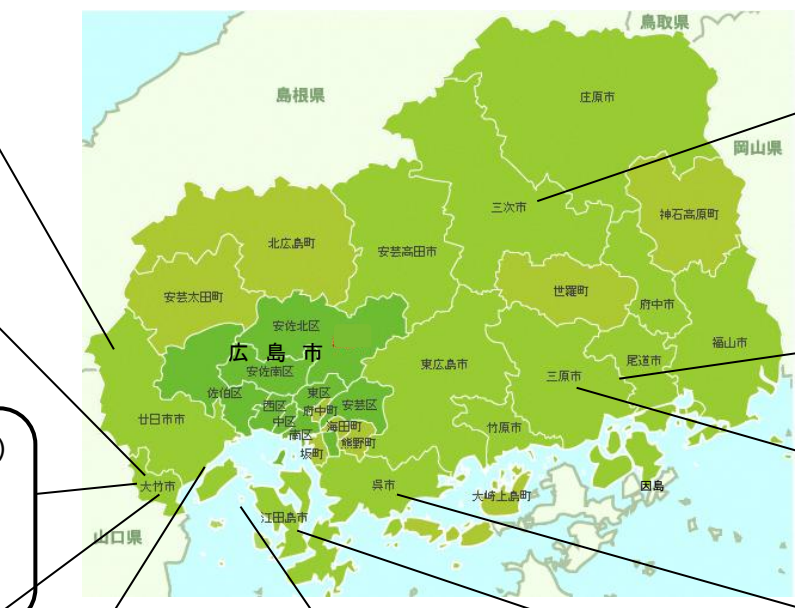 鳥取県
島根県
庄原市
岡山県
三次市
神石高原町
北広島町
安芸高田市
安芸太田町
世羅町
府中市
安佐北区
広島市
福山市
安佐南区
東広島市
尾道市
三原市
佐伯区
東区
西区
府中町
安芸区
廿日市市
中区
海田町
竹原市
南区
熊野町
坂町
大竹市
呉市
大崎上島町
因島
江田島市
山口県
)